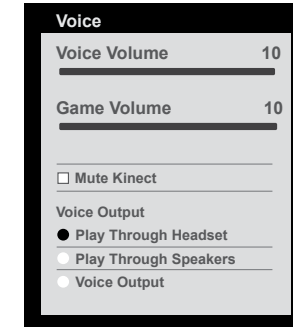 Voice
Voice Volume 10
Game Volume 10
Mute Kinect
Voice Output
Play Through Headset
Play Through Speakers
Voice Output